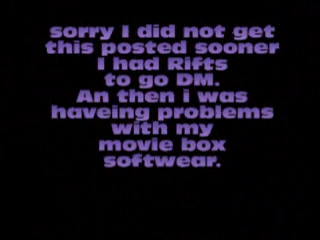 sorry I did not get
this posted sooner
I had Rifts
to go DM.
An then i was
haveing problems
with my
movie box
softwear.